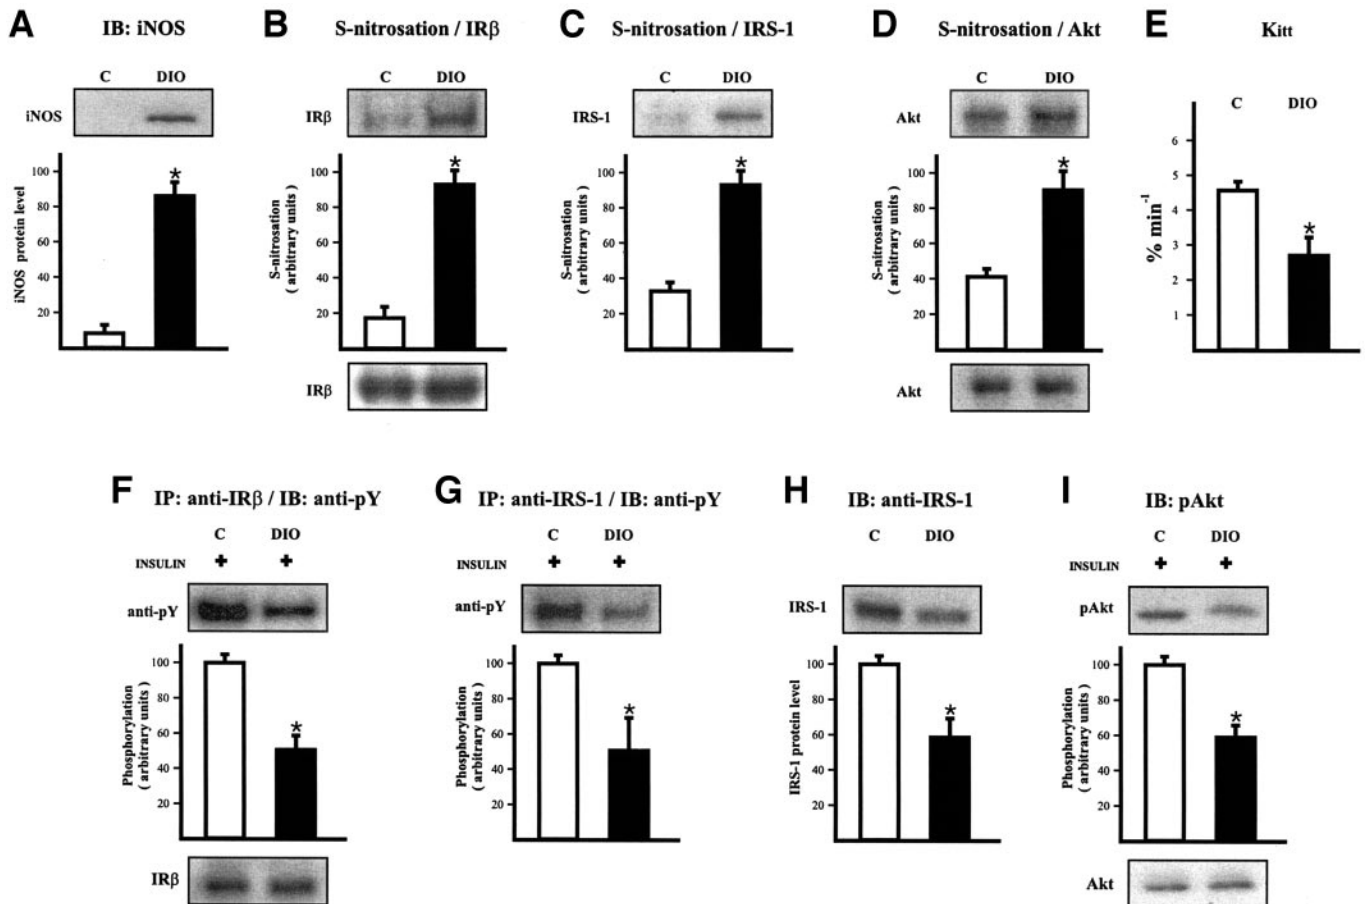 A IB: iNOS
C DIO
iNOS
iNOS protein level
100
80
60
40
20
*
B S-nitrosation / IRβ
C DIO
IRβ
S-nitrosation
( arbitrary units )
100
80
60
40
20
*
IRβ
C S-nitrosation / IRS-1
C DIO
IRS-1
S-nitrosation
( arbitrary units )
100
80
60
40
20
*
D S-nitrosation / Akt
C DIO
Akt
S-nitrosation
( arbitrary units )
100
80
60
40
20
*
Akt
E Kitt
C DIO
% min-1
6
5
4
3
2
1
*
F IP: anti-IRβ / IB: anti-pY
C DIO
INSULIN + +
anti-pY
Phosphorylation
( arbitrary units )
100
80
60
40
20
*
IRβ
G IP: anti-IRS-1 / IB: anti-pY
C DIO
INSULIN + +
anti-pY
Phosphorylation
( arbitrary units )
100
80
60
40
20
*
H IB: anti-IRS-1
C DIO
IRS-1
IRS-1 protein level
100
80
60
40
20
*
I IB: pAkt
C DIO
INSULIN + +
pAkt
Phosphorylation
( arbitrary units )
100
80
60
40
20
*
Akt